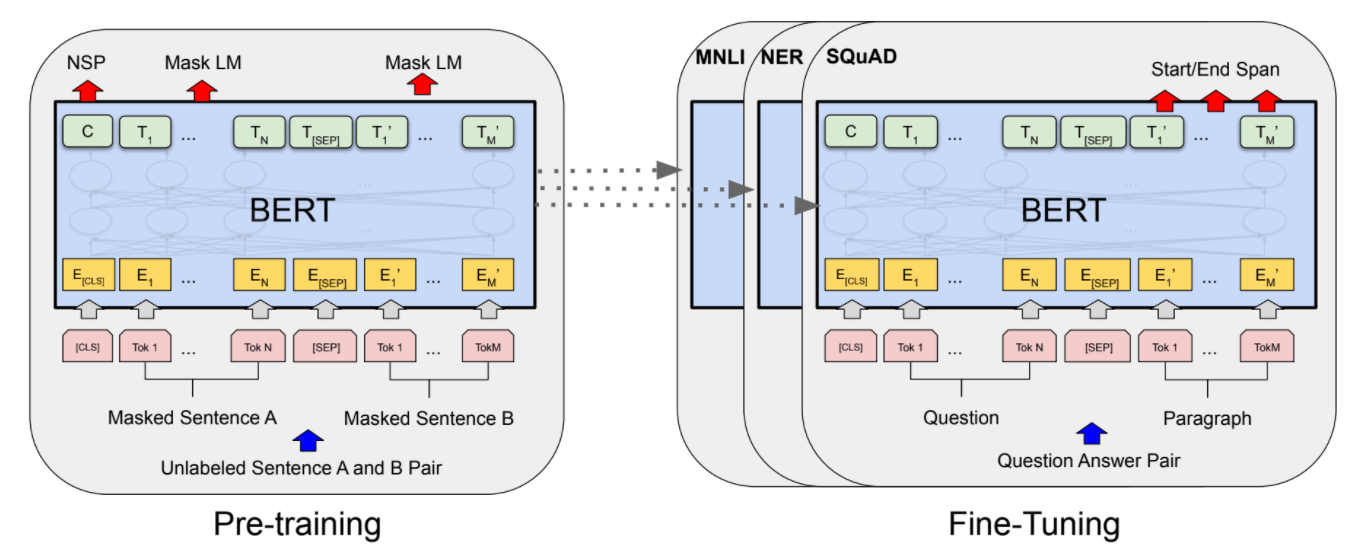 NSP Mask LM Mask LM
C T1 ... TN T[SEP] T1’ ... TM’
...
BERT
...
E[CLS] E1 ... EN E[SEP] E1’ ... EM’
[CLS] Tok 1 ... Tok N [SEP] Tok 1 ... TokM
Masked Sentence A Masked Sentence B
Unlabeled Sentence A and B Pair
Pre-training
MNLI NER SQuAD
Start/End Span
C T1 ... TN T[SEP] T1’ ... TM’
...
BERT
...
E[CLS] E1 ... EN E[SEP] E1’ ... EM’
[CLS] Tok 1 ... Tok N [SEP] Tok 1 ... TokM
Question Paragraph
Question Answer Pair
Fine-Tuning